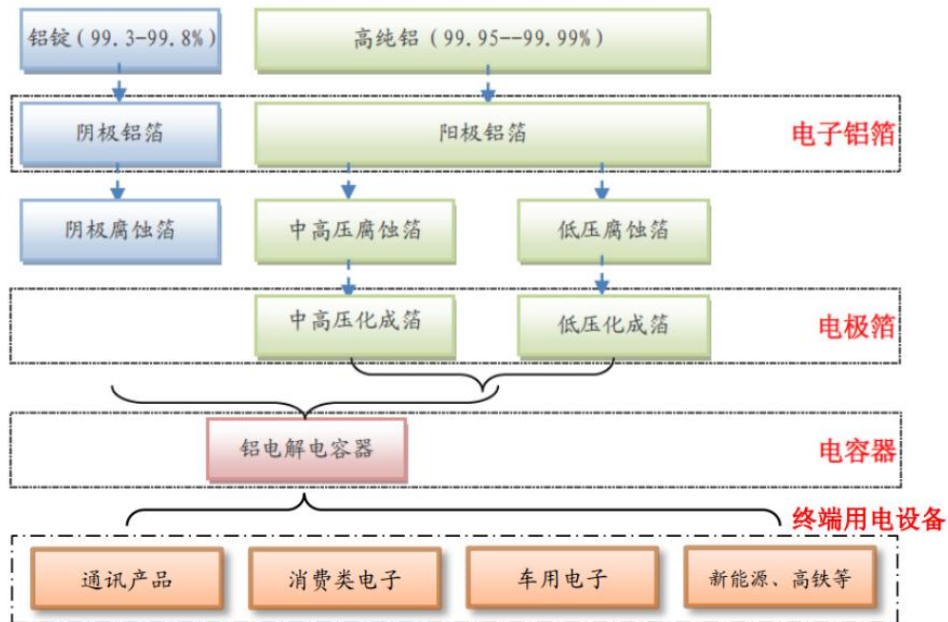 铝锭(99.3-99.8%)
高纯铝(99.95--99.99%)
阴极铝箔
阳极铝箔
电子铝箔
阴极腐蚀箔
中高压腐蚀箔
低压腐蚀箔
中高压化成箔
低压化成箔
电极箔
铝电解电容器
电容器
终端用电设备
通讯产品
消费类电子
车用电子
新能源、高铁等